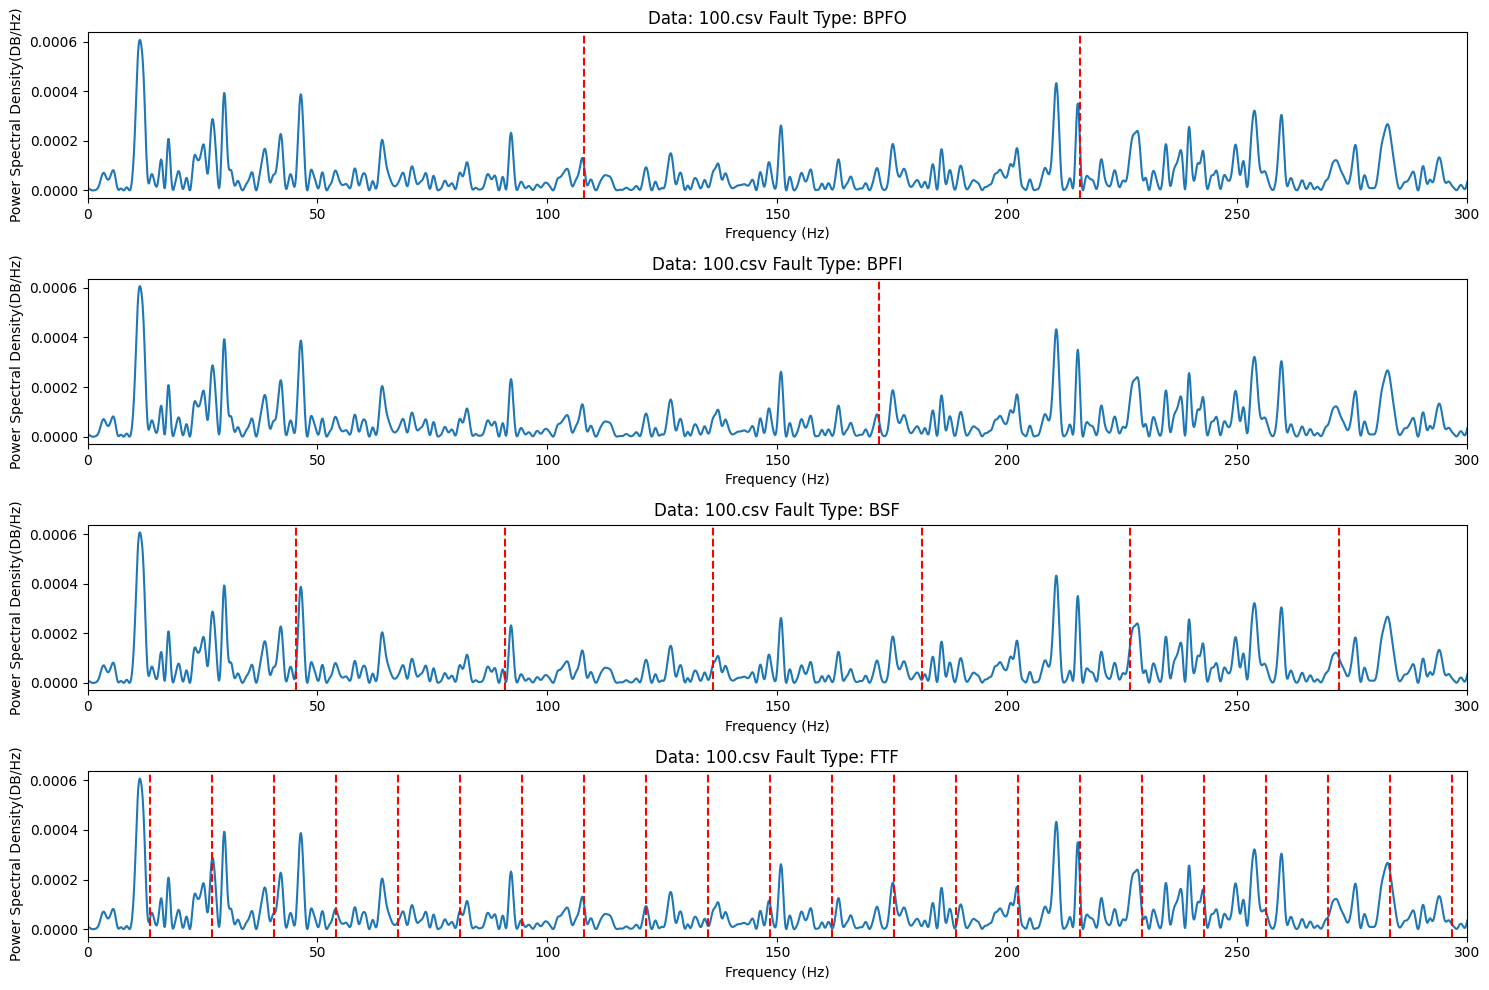 Data: 100.csv Fault Type: BPFO
Power Spectral Density(DB/Hz)
0.0006
0.0004
0.0002
0.0000
0 50 100 150 200 250 300
Frequency (Hz)
Data: 100.csv Fault Type: BPFI
Power Spectral Density(DB/Hz)
0.0006
0.0004
0.0002
0.0000
0 50 100 150 200 250 300
Frequency (Hz)
Data: 100.csv Fault Type: BSF
Power Spectral Density(DB/Hz)
0.0006
0.0004
0.0002
0.0000
0 50 100 150 200 250 300
Frequency (Hz)
Data: 100.csv Fault Type: FTF
Power Spectral Density(DB/Hz)
0.0006
0.0004
0.0002
0.0000
0 50 100 150 200 250 300
Frequency (Hz)